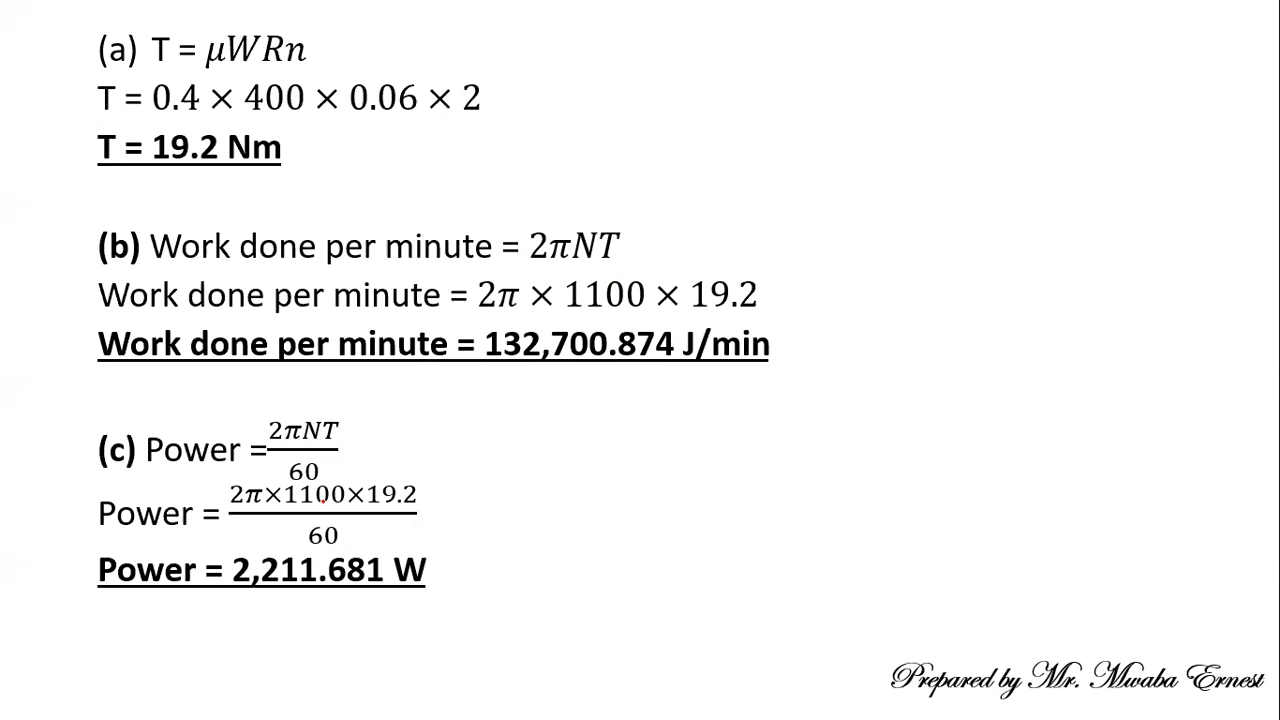 (a) T = 𝜇𝑊𝑅𝑛
T = 0.4 × 400 × 0.06 × 2
T = 19.2 Nm
(b) Work done per minute = 2𝜋𝑁𝑇
Work done per minute = 2𝜋 × 1100 × 19.2
Work done per minute = 132,700.874 J/min
(c) Power = 2𝜋𝑁𝑇/60
Power = 2𝜋×1100×19.2/60
Power = 2,211.681 W
Prepared by Mr. Mwaba Ernest